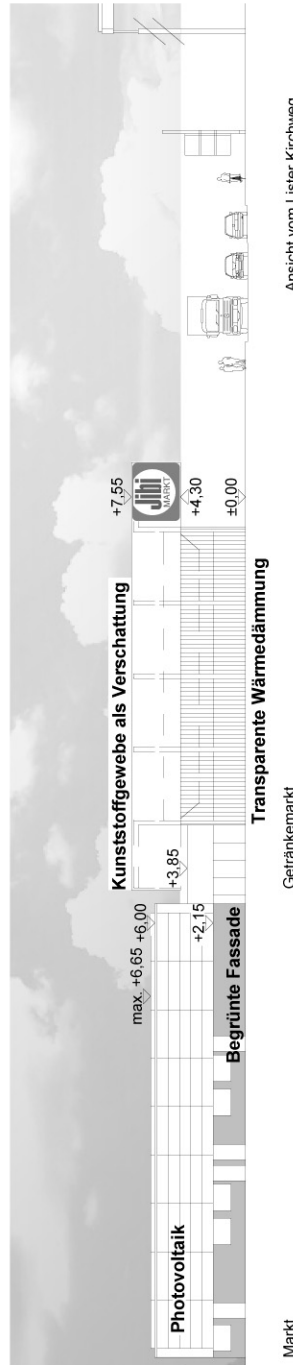 Kunststoffgewebe als Verschattung
+7,55
Jibi
MARKT
max. +6,65
+6,00
+3,85
+4,30
+2,15
±0,00
Photovoltaik
Begrünte Fassade
Transparente Wärmedämmung
Markt
Getränkemarkt
Ansicht vom Lister Kirchweg